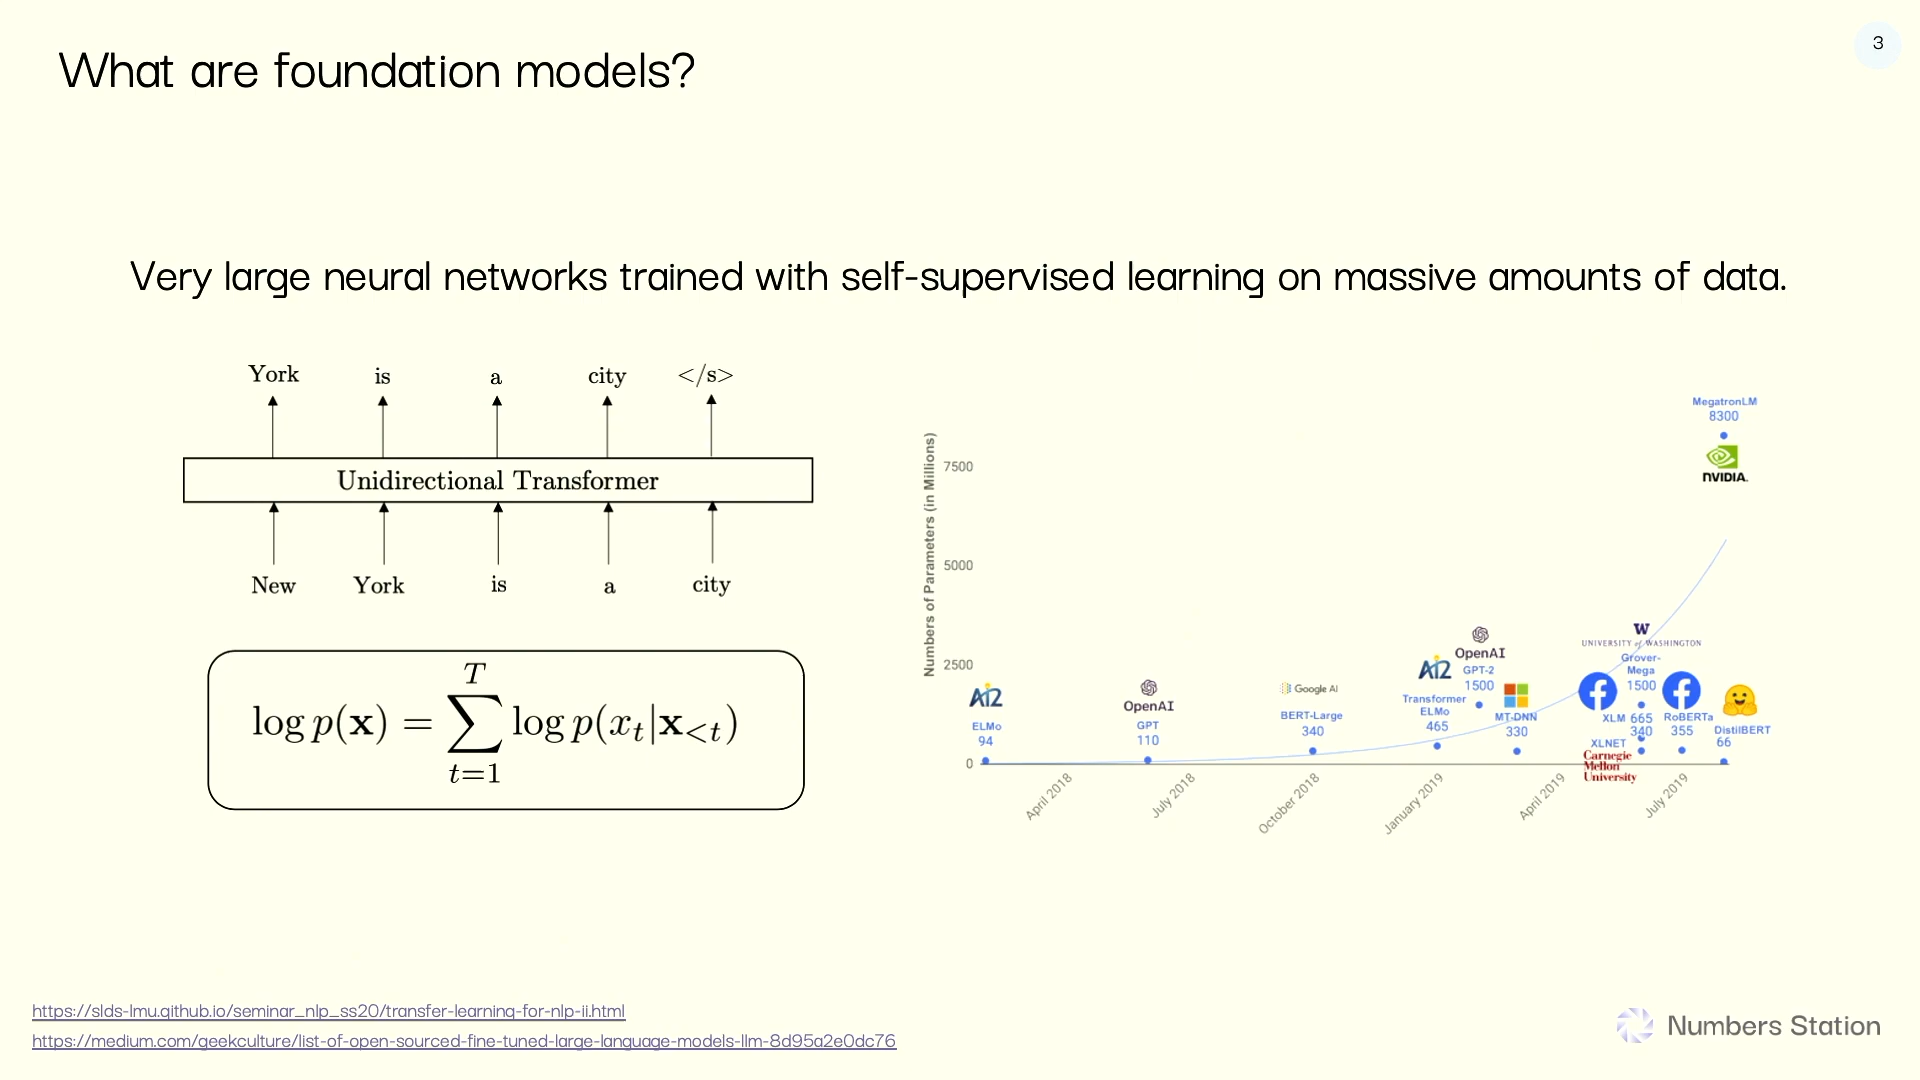 What are foundation models?
3
Very large neural networks trained with self-supervised learning on massive amounts of data.
York is a city </s>
Unidirectional Transformer
New York is a city
log p(x) = ∑ log p(x_t|x_{<t})
T
t=1
Numbers of Parameters (in Millions)
7500
5000
2500
0
MegatronLM
8300
NVIDIA.
W
UNIVERSITY of WASHINGTON
Grover-
Mega
1500
OpenAI
GPT-2
1500
AI2
Transformer
ELMo
465
MT-DNN
330
AI2
ELMo
94
OpenAI
GPT
110
Google AI
BERT-Large
340
XLM 665
340
XLNET
Carnegie
Mellon
University
RoBERTa
355
DistilBERT
66
April 2018
July 2018
October 2018
January 2019
April 2019
July 2019
https://slds-lmu.github.io/seminar_nlp_ss20/transfer-learning-for-nlp-ii.html
https://medium.com/geekculture/list-of-open-sourced-fine-tuned-large-language-models-llm-8d95a2e0dc76
Numbers Station